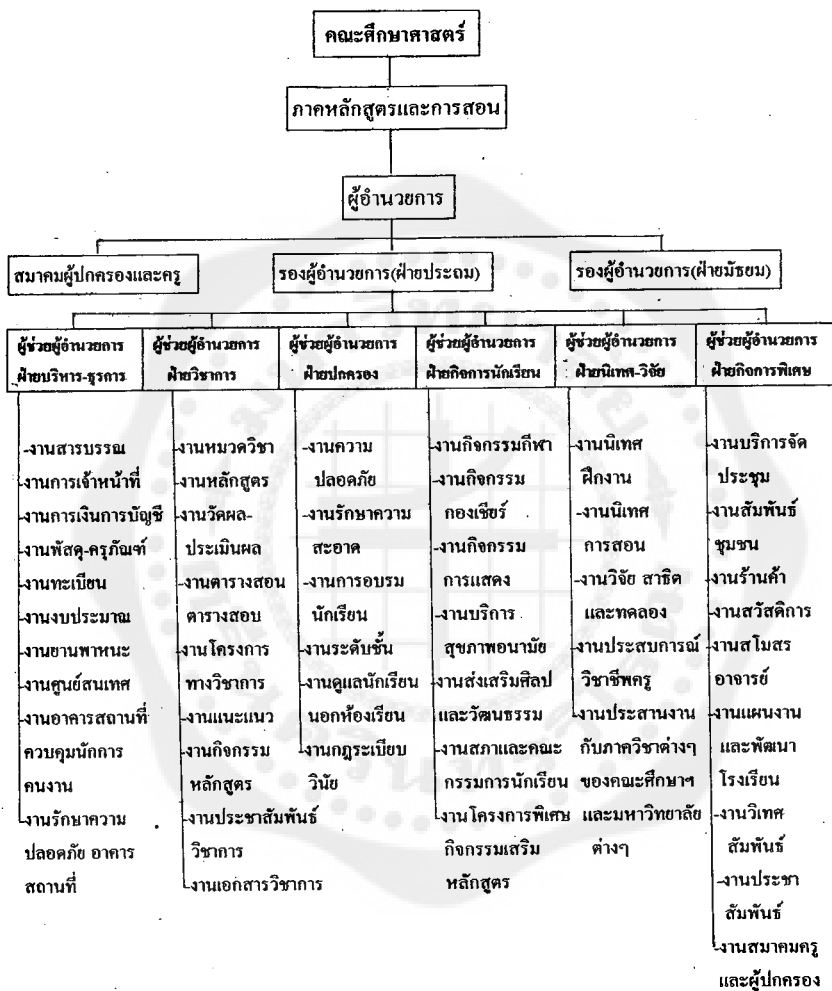 คณะศึกษาศาสตร์
ภาคหลักสูตรและการสอน
ผู้อำนวยการ
สมาคมผู้ปกครองและครู
รองผู้อำนวยการ(ฝ่ายประถม)
รองผู้อำนวยการ(ฝ่ายมัธยม)
ผู้ช่วยผู้อำนวยการ
ฝ่ายบริหาร-ธุรการ
-งานสารบรรณ
-งานการเจ้าหน้าที่
-งานการเงินการบัญชี
-งานพัสดุ-ครุภัณฑ์
-งานทะเบียน
-งานงบประมาณ
-งานยานพาหนะ
-งานศูนย์สนเทศ
-งานอาคารสถานที่
ควบคุมนักการ
คนงาน
-งานรักษาความ
ปลอดภัย อาคาร
สถานที่
ผู้ช่วยผู้อำนวยการ
ฝ่ายวิชาการ
-งานหมวดวิชา
-งานหลักสูตร
-งานวัดผล-
ประเมินผล
-งานตารางสอน
ตารางสอบ
-งานโครงการ
ทางวิชาการ
-งานแนะแนว
-งานกิจกรรม
หลักสูตร
-งานประชาสัมพันธ์
วิชาการ
-งานเอกสารวิชาการ
ผู้ช่วยผู้อำนวยการ
ฝ่ายปกครอง
-งานความ
ปลอดภัย
-งานรักษาความ
สะอาด
-งานการอบรม
นักเรียน
-งานระดับชั้น
-งานดูแลนักเรียน
นอกห้องเรียน
-งานกฎระเบียบ
วินัย
ผู้ช่วยผู้อำนวยการ
ฝ่ายกิจการนักเรียน
-งานกิจกรรมกีฬา
-งานกิจกรรม
กองเชียร์
-งานกิจกรรม
การแสดง
-งานบริการ
สุขภาพอนามัย
-งานส่งเสริมศิลป
และวัฒนธรรม
-งานสภาและคณะ
กรรมการนักเรียน
-งานโครงการพิเศษ
กิจกรรมเสริม
หลักสูตร
ผู้ช่วยผู้อำนวยการ
ฝ่ายนิเทศ-วิจัย
-งานนิเทศ
ฝึกงาน
-งานนิเทศ
การสอน
-งานวิจัย สาธิต
และทดลอง
-งานประสบการณ์
วิชาชีพครู
-งานประสานงาน
กับภาควิชาต่างๆ
ของคณะศึกษาฯ
และมหาวิทยาลัย
ต่างๆ
ผู้ช่วยผู้อำนวยการ
ฝ่ายกิจการพิเศษ
-งานบริการจัด
ประชุม
-งานสัมพันธ์
ชุมชน
-งานร้านค้า
-งานสวัสดิการ
-งานสโมสร
อาจารย์
-งานแผนงาน
และพัฒนา
โรงเรียน
-งานวิเทศ
สัมพันธ์
-งานประชา
สัมพันธ์
-งานสมาคมครู
และผู้ปกครอง